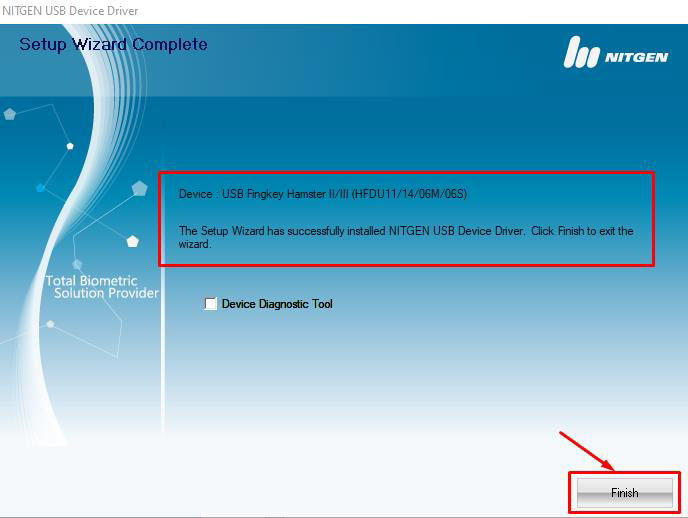 NITGEN USB Device Driver
Setup Wizard Complete
NITGEN
Device : USB Fingkey Hamster II/III (HFDU11/14/06M/06S)
The Setup Wizard has successfully installed NITGEN USB Device Driver. Click Finish to exit the
wizard.
Total Biometric
Solution Provider
Device Diagnostic Tool
Finish